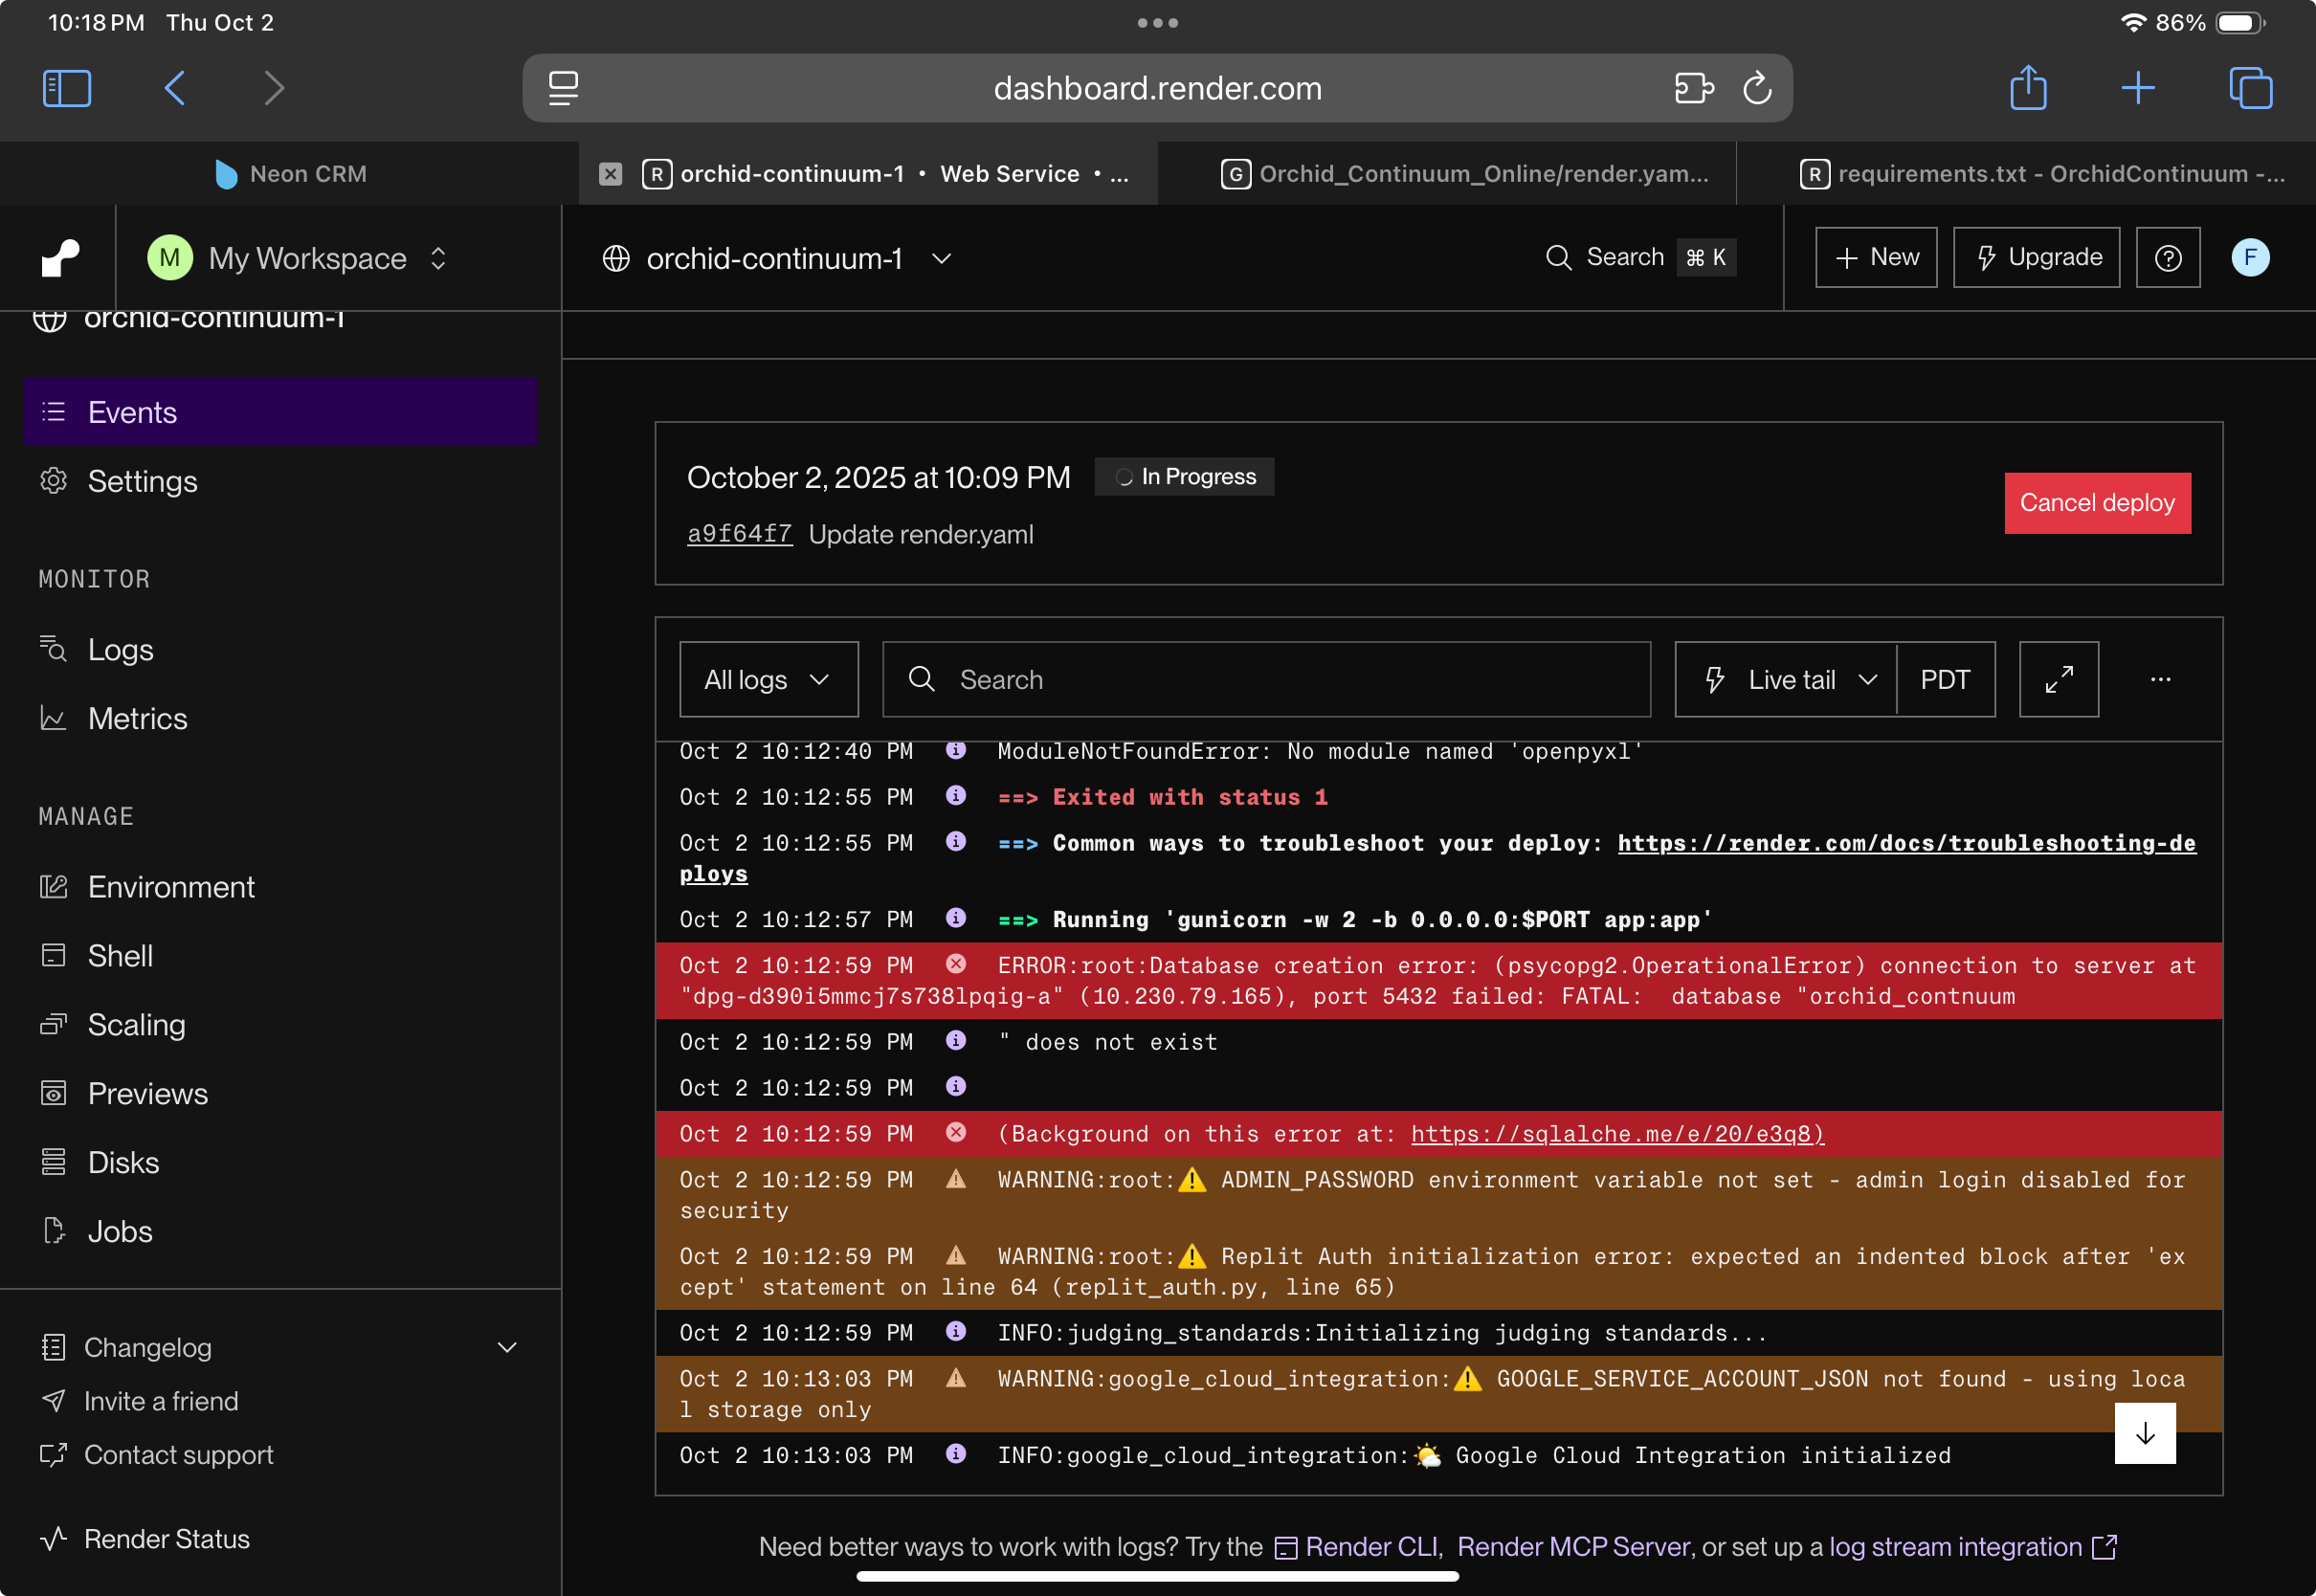 10:18 PM Thu Oct 2
86%
dashboard.render.com
Neon CRM
R orchid-continuum-1 • Web Service • ...
G Orchid_Continuum_Online/render.yam...
R requirements.txt - OrchidContinuum -...
M My Workspace
orchid-continuum-1
Search ⌘ K
+ New
Upgrade
F
orchid-continuum-1
Events
Settings
MONITOR
Logs
Metrics
MANAGE
Environment
Shell
Scaling
Previews
Disks
Jobs
Changelog
Invite a friend
Contact support
Render Status
October 2, 2025 at 10:09 PM In Progress
a9f64f7 Update render.yaml
Cancel deploy
All logs
Search
Live tail
PDT
...
Oct 2 10:12:40 PM ModuleNotFoundError: No module named 'openpyxl'
Oct 2 10:12:55 PM ==> Exited with status 1
Oct 2 10:12:55 PM ==> Common ways to troubleshoot your deploy: https://render.com/docs/troubleshooting-de
ploys
Oct 2 10:12:57 PM ==> Running 'gunicorn -w 2 -b 0.0.0.0:$PORT app:app'
Oct 2 10:12:59 PM ERROR:root:Database creation error: (psycopg2.OperationalError) connection to server at
"dpg-d390i5mmcj7s738lpqig-a" (10.230.79.165), port 5432 failed: FATAL:  database "orchid_contnuum
Oct 2 10:12:59 PM " does not exist
Oct 2 10:12:59 PM
Oct 2 10:12:59 PM (Background on this error at: https://sqlalche.me/e/20/e3q8)
Oct 2 10:12:59 PM WARNING:root:⚠️ ADMIN_PASSWORD environment variable not set - admin login disabled for
security
Oct 2 10:12:59 PM WARNING:root:⚠️ Replit Auth initialization error: expected an indented block after 'ex
cept' statement on line 64 (replit_auth.py, line 65)
Oct 2 10:12:59 PM INFO:judging_standards:Initializing judging standards...
Oct 2 10:13:03 PM WARNING:google_cloud_integration:⚠️ GOOGLE_SERVICE_ACCOUNT_JSON not found - using loca
l storage only
Oct 2 10:13:03 PM INFO:google_cloud_integration:🌤️ Google Cloud Integration initialized
Need better ways to work with logs? Try the Render CLI, Render MCP Server, or set up a log stream integration